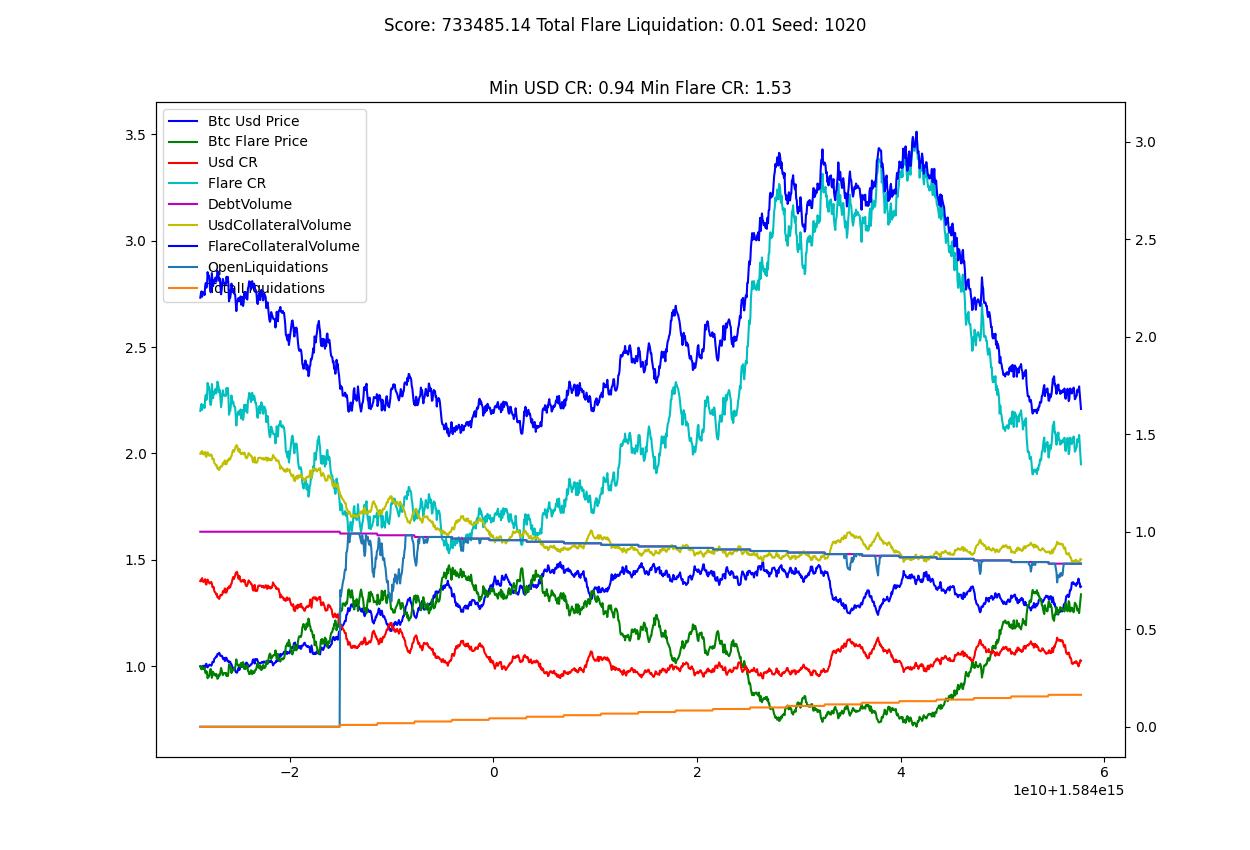 Score: 733485.14 Total Flare Liquidation: 0.01 Seed: 1020
Min USD CR: 0.94 Min Flare CR: 1.53
Btc Usd Price
Btc Flare Price
Usd CR
Flare CR
DebtVolume
UsdCollateralVolume
FlareCollateralVolume
OpenLiquidations
TotalLiquidations
3.5
3.0
2.5
2.0
1.5
1.0
3.0
2.5
2.0
1.5
1.0
0.5
0.0
−2
0
2
4
6
1e10+1.584e15